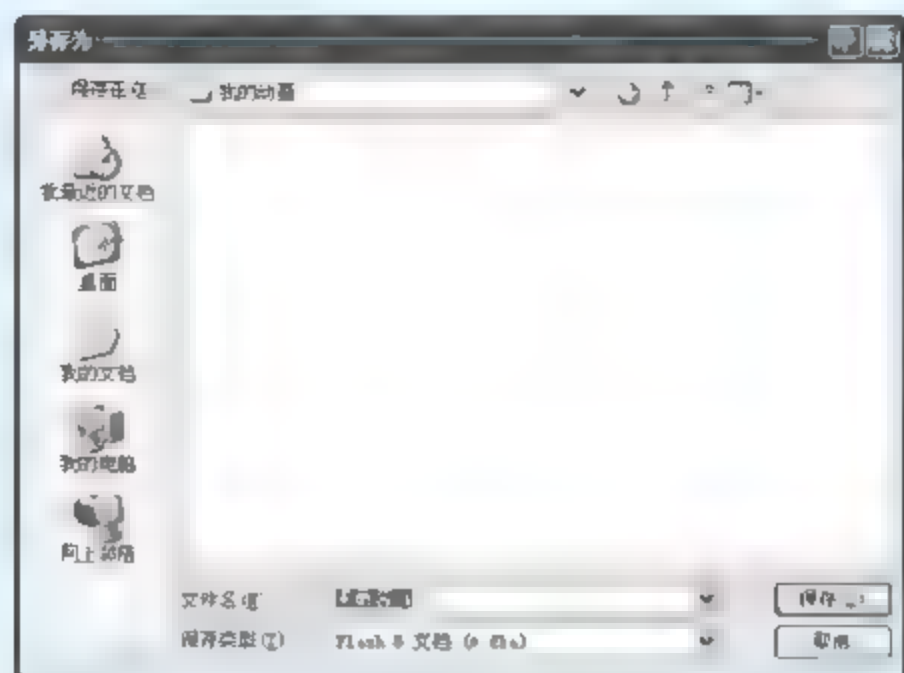 另存为
保存在(I)
我的动画
我最近的文档
桌面
我的文档
我的电脑
网上邻居
文件名(N)
保存(S)
保存类型(T)
Flash 8 文档 (*.fla)
取消